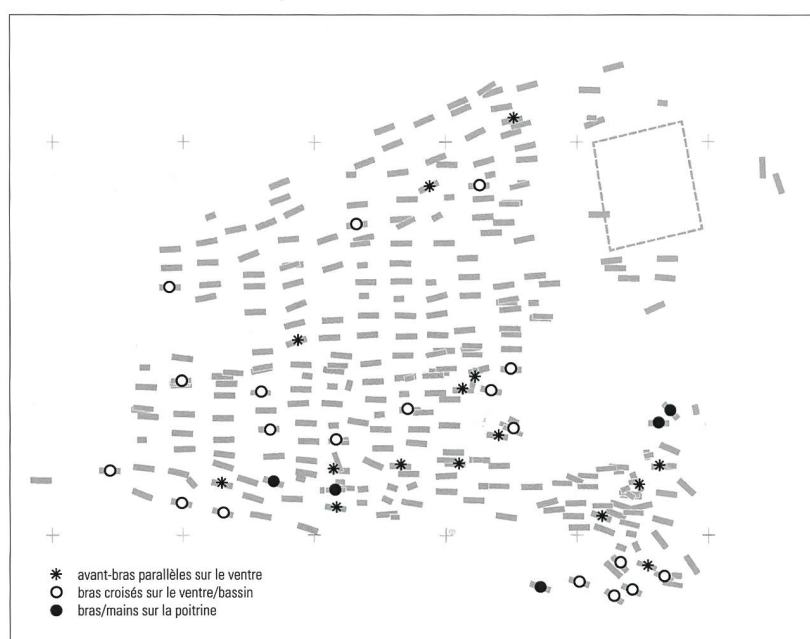 avant-bras parallèles sur le ventre
bras croisés sur le ventre/bassin
bras/mains sur la poitrine